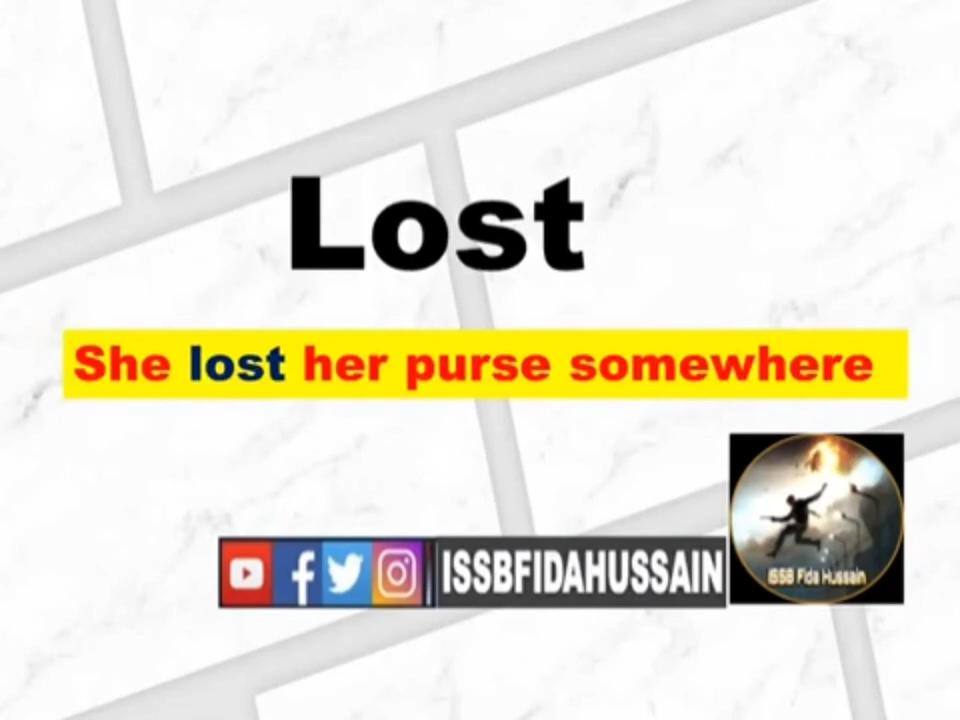 Lost
She lost her purse somewhere
ISSBFIDAHUSSAIN
ISSB Fida Hussain